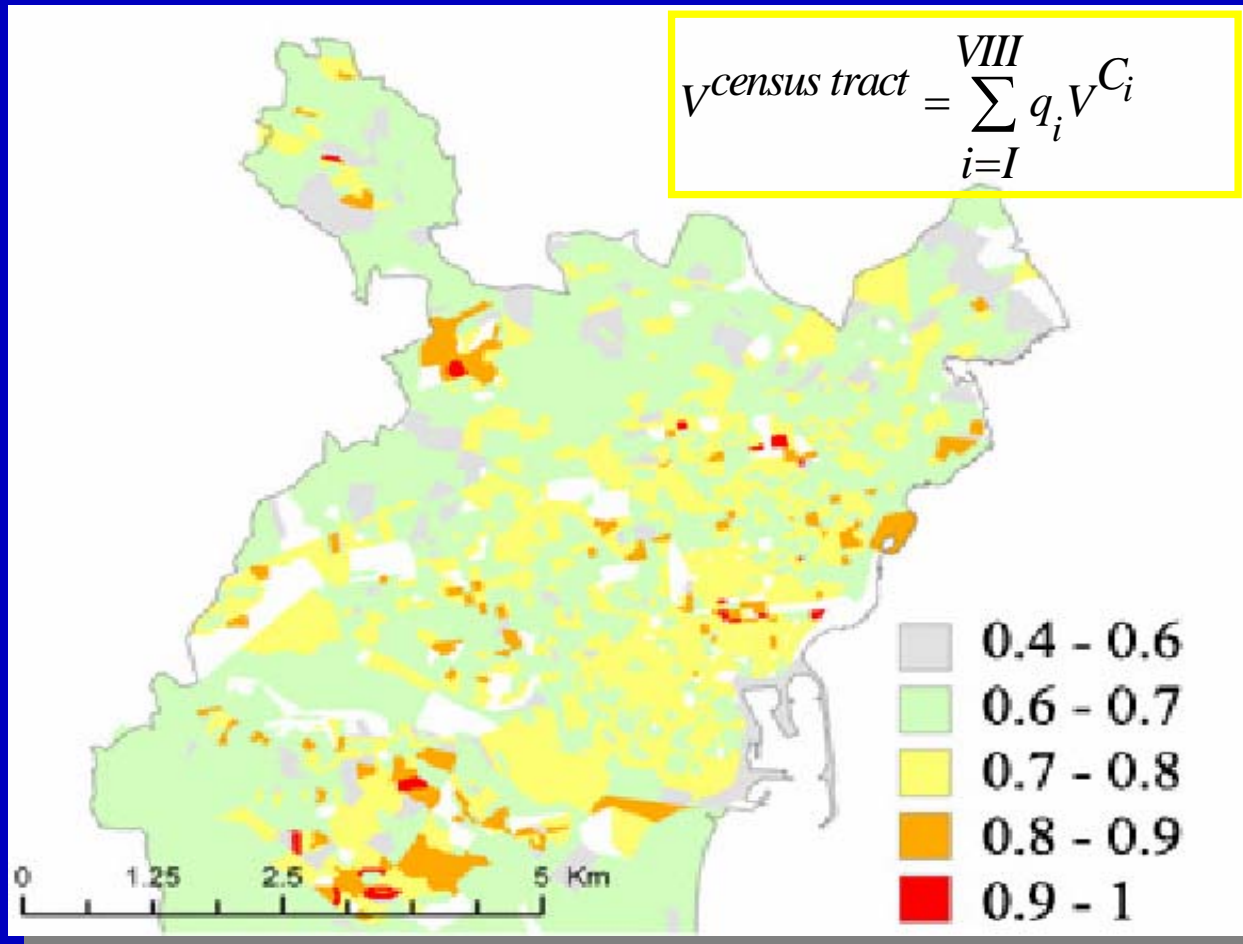 VIII
V^census tract = ∑ q_i V^C_i
i=I
0.4 - 0.6
0.6 - 0.7
0.7 - 0.8
0.8 - 0.9
0.9 - 1
0 1.25 2.5 5 Km